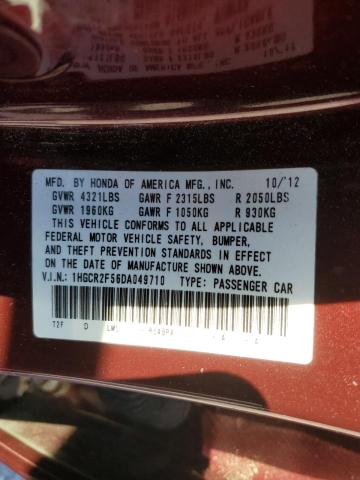 MFD. BY HONDA OF AMERICA MFG., INC. 10/12
GVWR 4321LBS GAWR F 2315LBS R 2050LBS
GVWR 1960KG GAWR F 1050KG R 930KG
THIS VEHICLE CONFORMS TO ALL APPLICABLE
FEDERAL MOTOR VEHICLE SAFETY, BUMPER,
AND THEFT PREVENTION STANDARDS IN EFFECT
ON THE DATE OF MANUFACTURE SHOWN ABOVE.
V.I.N.: 1HGCR2F56DA049710 TYPE: PASSENGER CAR
T2F D - A - A